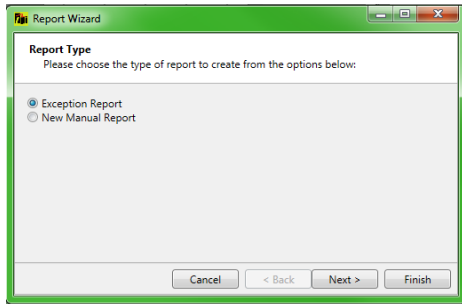 Report Wizard
Report Type
Please choose the type of report to create from the options below:
Exception Report
New Manual Report
Cancel
< Back
Next >
Finish